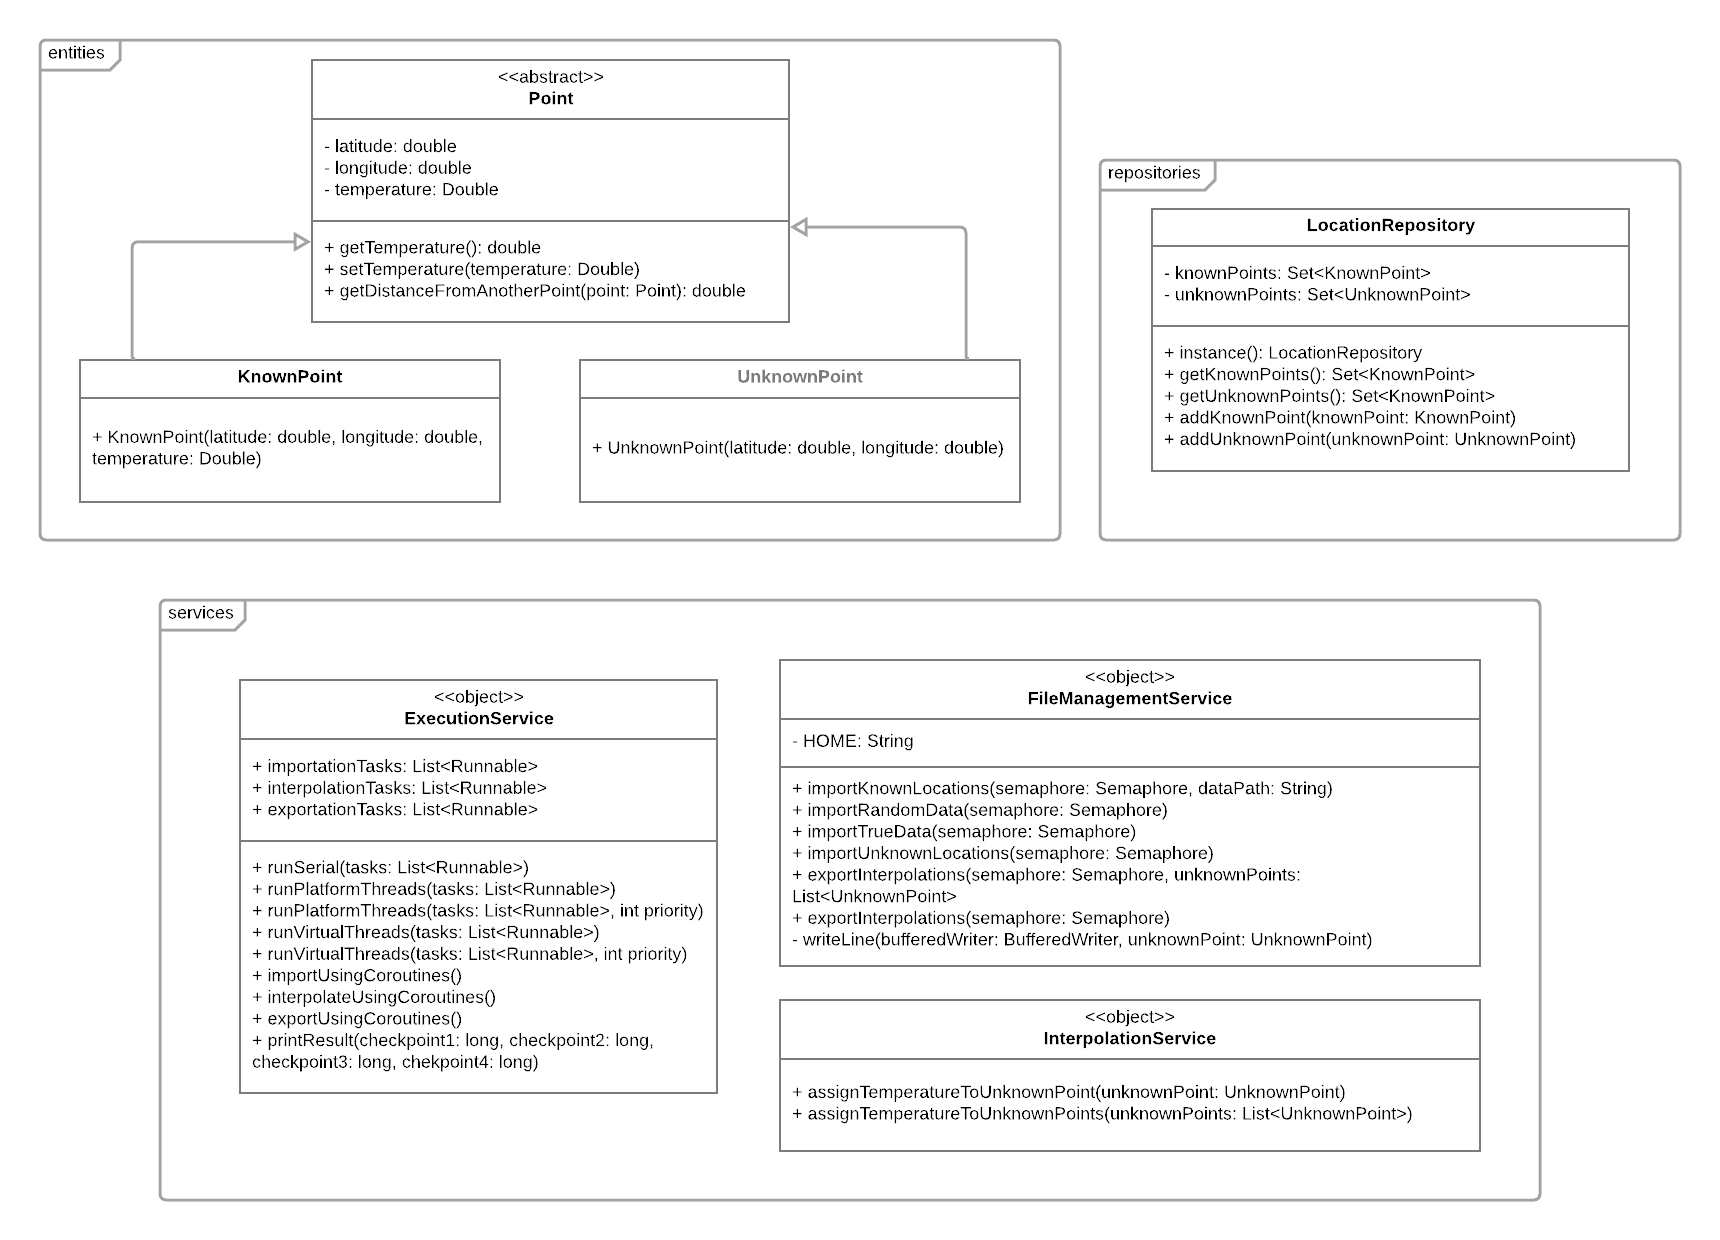 entities
<<abstract>>
Point
- latitude: double
- longitude: double
- temperature: Double
+ getTemperature(): double
+ setTemperature(temperature: Double)
+ getDistanceFromAnotherPoint(point: Point): double
KnownPoint
+ KnownPoint(latitude: double, longitude: double,
temperature: Double)
UnknownPoint
+ UnknownPoint(latitude: double, longitude: double)
repositories
LocationRepository
- knownPoints: Set<KnownPoint>
- unknownPoints: Set<UnknownPoint>
+ instance(): LocationRepository
+ getKnownPoints(): Set<KnownPoint>
+ getUnknownPoints(): Set<KnownPoint>
+ addKnownPoint(knownPoint: KnownPoint)
+ addUnknownPoint(unknownPoint: UnknownPoint)
services
<<object>>
ExecutionService
+ importationTasks: List<Runnable>
+ interpolationTasks: List<Runnable>
+ exportationTasks: List<Runnable>
+ runSerial(tasks: List<Runnable>)
+ runPlatformThreads(tasks: List<Runnable>)
+ runPlatformThreads(tasks: List<Runnable>, int priority)
+ runVirtualThreads(tasks: List<Runnable>)
+ runVirtualThreads(tasks: List<Runnable>, int priority)
+ importUsingCoroutines()
+ interpolateUsingCoroutines()
+ exportUsingCoroutines()
+ printResult(checkpoint1: long, checkpoint2: long,
checkpoint3: long, chekpoint4: long)
<<object>>
FileManagementService
- HOME: String
+ importKnownLocations(semaphore: Semaphore, dataPath: String)
+ importRandomData(semaphore: Semaphore)
+ importTrueData(semaphore: Semaphore)
+ importUnknownLocations(semaphore: Semaphore)
+ exportInterpolations(semaphore: Semaphore, unknownPoints:
List<UnknownPoint>
+ exportInterpolations(semaphore: Semaphore)
- writeLine(bufferedWriter: BufferedWriter, unknownPoint: UnknownPoint)
<<object>>
InterpolationService
+ assignTemperatureToUnknownPoint(unknownPoint: UnknownPoint)
+ assignTemperatureToUnknownPoints(unknownPoints: List<UnknownPoint>)